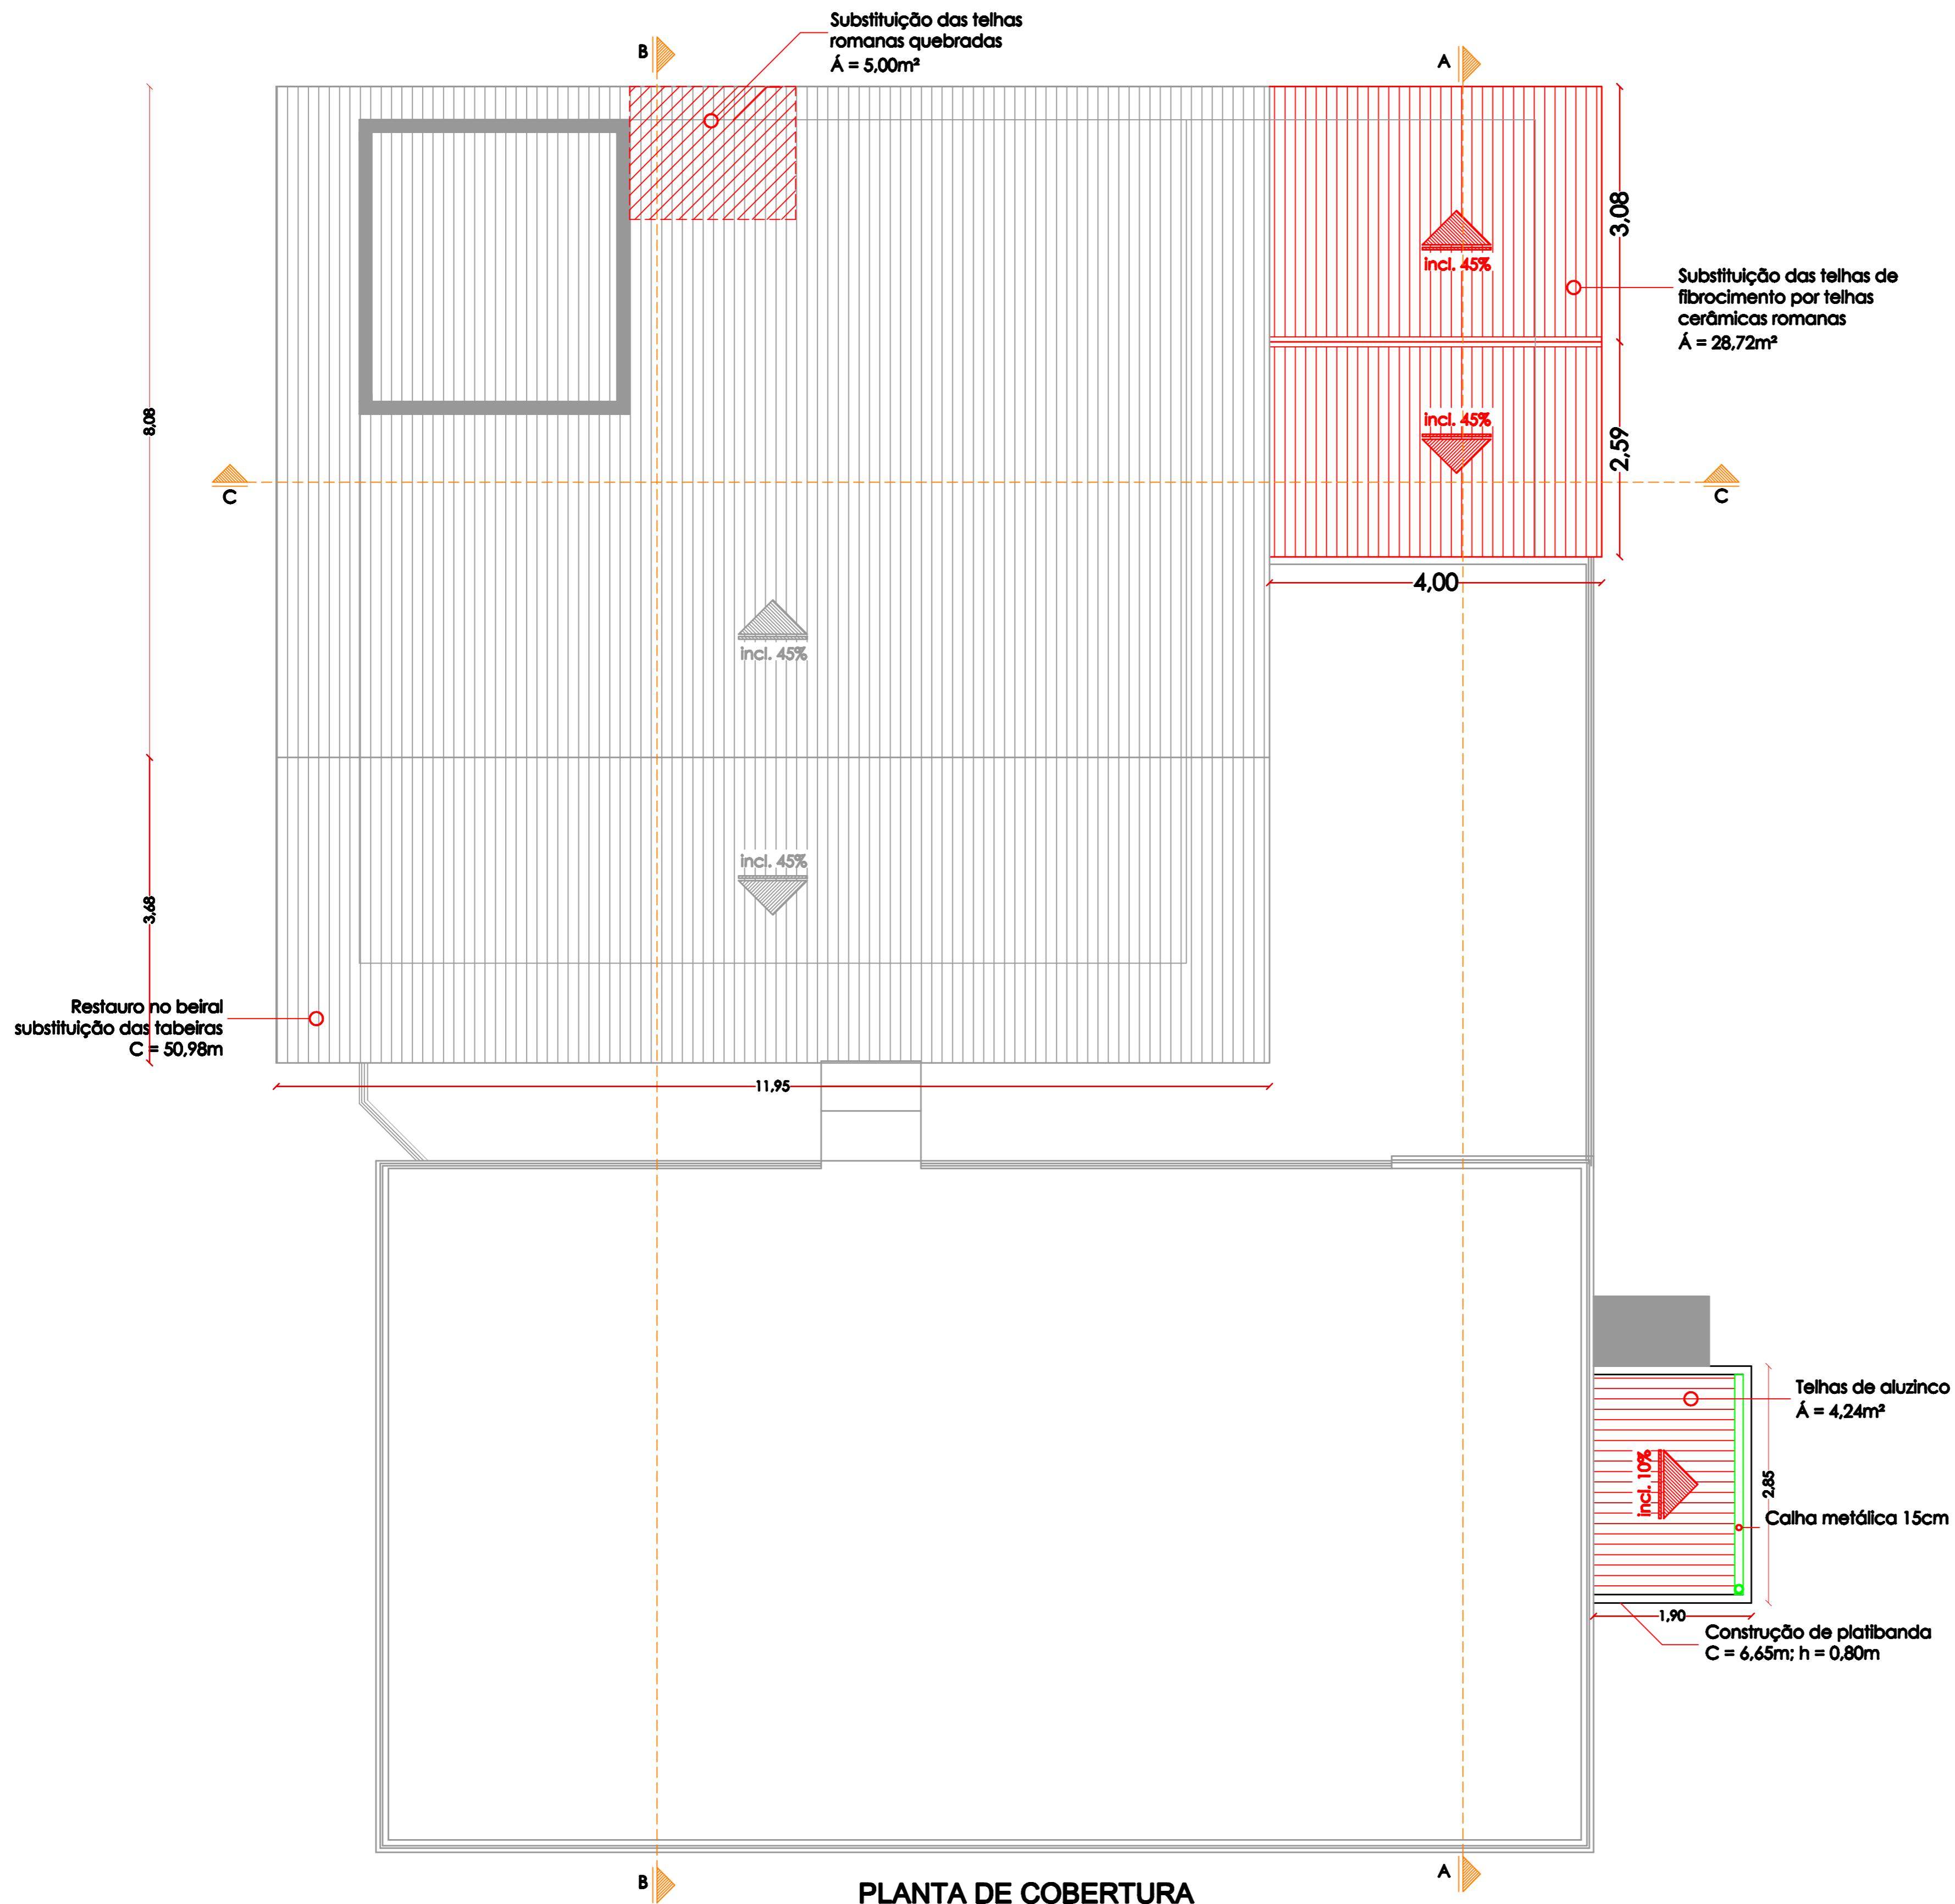 Substituição das telhas
romanas quebradas
Á = 5,00m²
B
A
3,08
incl. 45%
Substituição das telhas de
fibrocimento por telhas
cerâmicas romanas
Á = 28,72m²
8,08
incl. 45%
2,59
C
C
4,00
incl. 45%
incl. 45%
3,68
Restauro no beiral
substituição das tabeiras
C = 50,98m
11,95
Telhas de aluzinco
Á = 4,24m²
incl. 10%
2,85
Calha metálica 15cm
1,90
Construção de platibanda
C = 6,65m; h = 0,80m
B
A
PLANTA DE COBERTURA